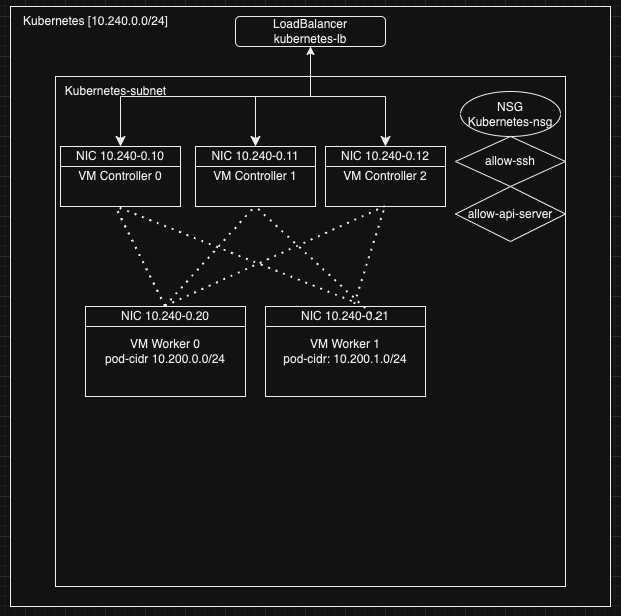 Kubernetes [10.240.0.0/24]
LoadBalancer
kubernetes-lb
Kubernetes-subnet
NSG
Kubernetes-nsg
allow-ssh
allow-api-server
NIC 10.240-0.10
VM Controller 0
NIC 10.240-0.11
VM Controller 1
NIC 10.240-0.12
VM Controller 2
NIC 10.240-0.20
VM Worker 0
pod-cidr 10.200.0.0/24
NIC 10.240-0.21
VM Worker 1
pod-cidr: 10.200.1.0/24